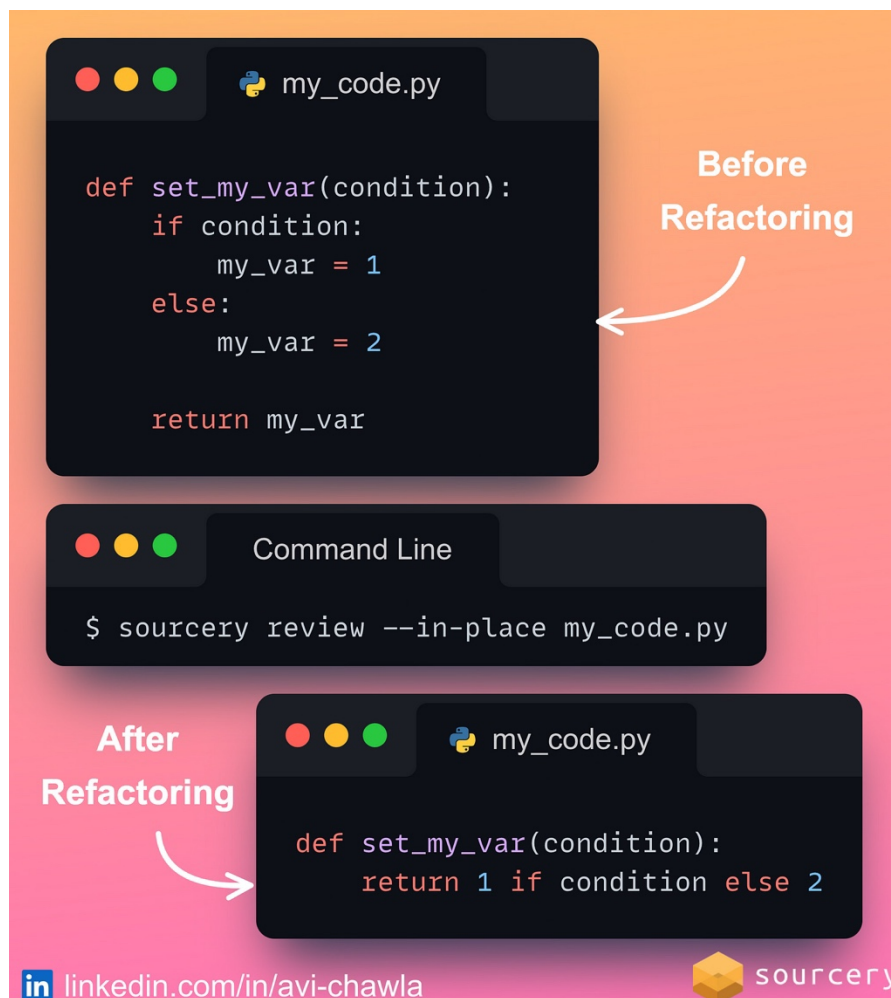 my_code.py
def set_my_var(condition):
    if condition:
        my_var = 1
    else:
        my_var = 2
    return my_var
Before
Refactoring
Command Line
$ sourcery review --in-place my_code.py
After
Refactoring
my_code.py
def set_my_var(condition):
    return 1 if condition else 2
in linkedin.com/in/avi-chawla
sourcery